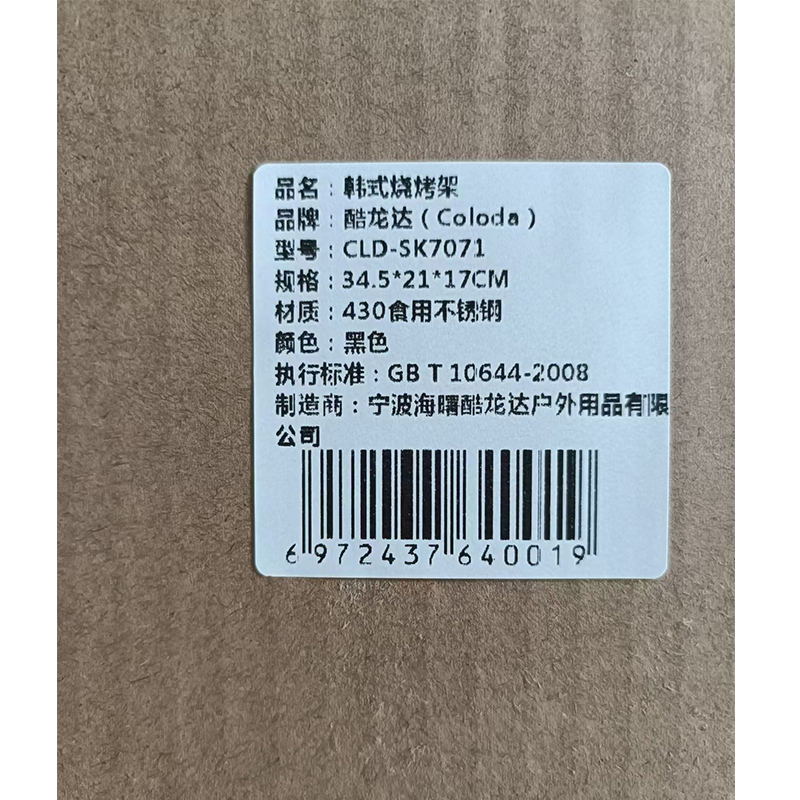 品名：韩式烧烤架
品牌：酷龙达（Coloda）
型号：CLD-SK7071
规格：34.5*21*17CM
材质：430食用不锈钢
颜色：黑色
执行标准：GB T 10644-2008
制造商：宁波海曙酷龙达户外用品有限
公司
6 972437 640019